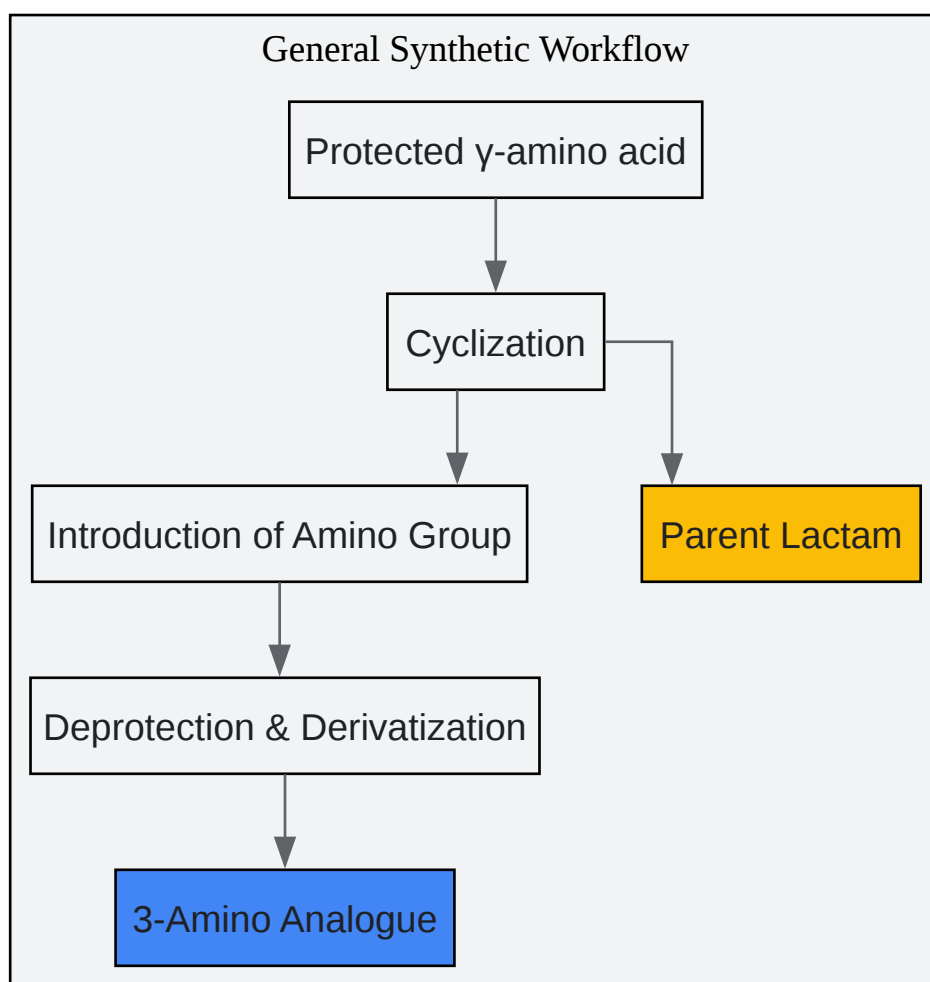 General Synthetic Workflow
Protected γ-amino acid
Cyclization
Introduction of Amino Group
Parent Lactam
Deprotection & Derivatization
3-Amino Analogue